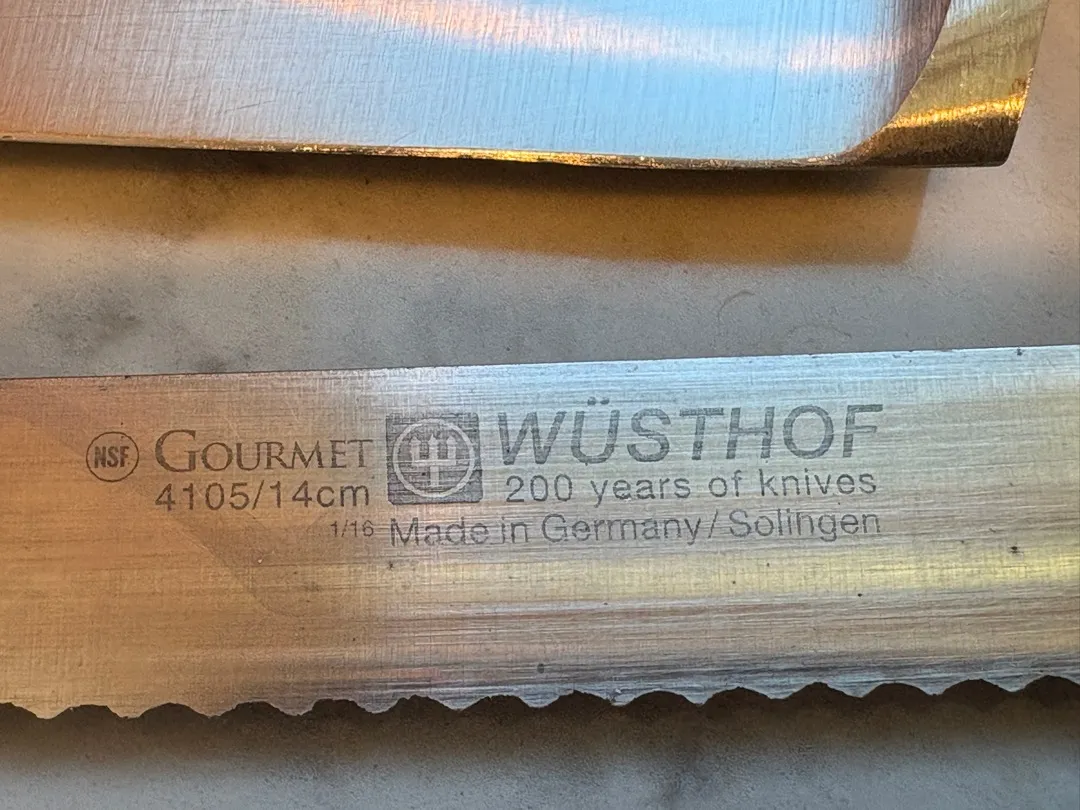 NSF GOURMET WÜSTHOF
4105/14cm 200 years of knives
1/16 Made in Germany/Solingen